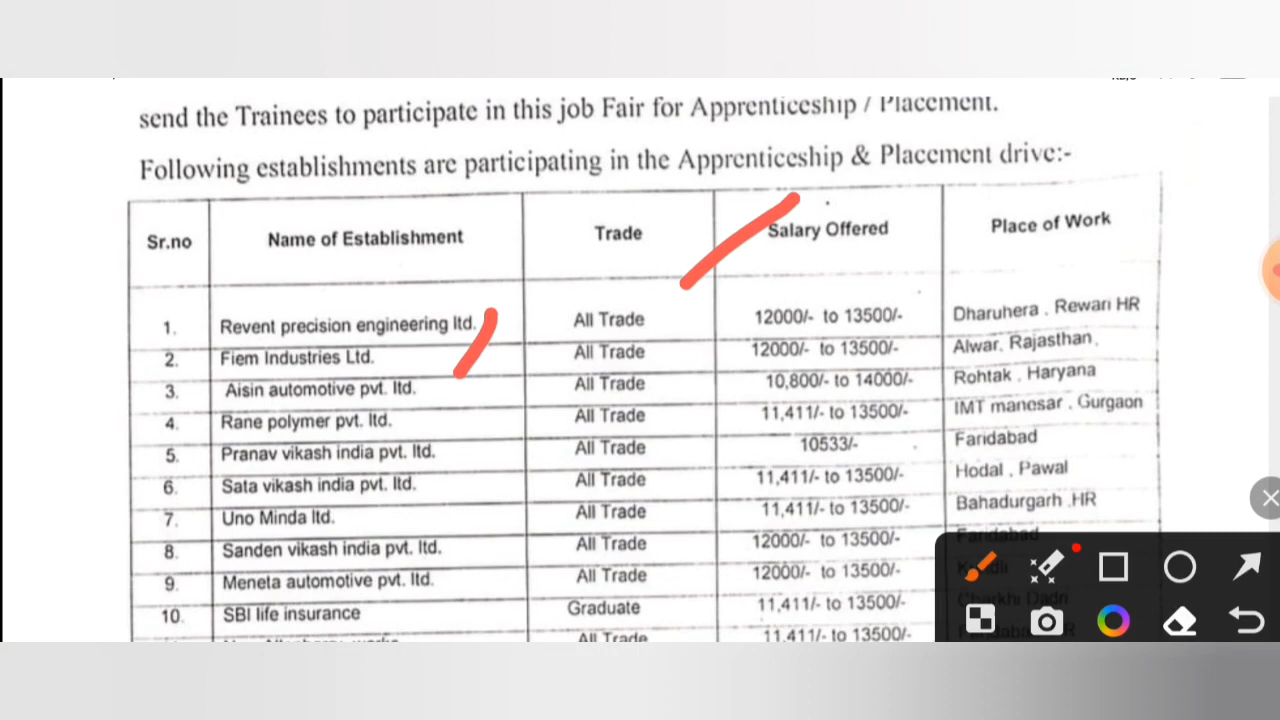 send the Trainees to participate in this job Fair for Apprenticeship / Placement.
Following establishments are participating in the Apprenticeship & Placement drive:-
Sr.no Name of Establishment Trade Salary Offered Place of Work
1. Revent precision engineering ltd. All Trade 12000/- to 13500/- Dharuhera . Rewari HR
2. Fiem Industries Ltd. All Trade 12000/- to 13500/- Alwar, Rajasthan,
3. Aisin automotive pvt. ltd. All Trade 10,800/- to 14000/- Rohtak , Haryana
4. Rane polymer pvt. ltd. All Trade 11,411/- to 13500/- IMT manesar , Gurgaon
5. Pranav vikash india pvt. ltd. All Trade 10533/- Faridabad
6. Sata vikash india pvt. ltd. All Trade 11,411/- to 13500/- Hodal , Pawal
7. Uno Minda ltd. All Trade 11,411/- to 13500/- Bahadurgarh ,HR
8. Sanden vikash india pvt. ltd. All Trade 12000/- to 13500/- Faridabad
9. Meneta automotive pvt. ltd. All Trade 12000/- to 13500/-
10. SBI life insurance Graduate 11,411/- to 13500/- Charkhi Dadri
All Trade 11,411/- to 13500/-